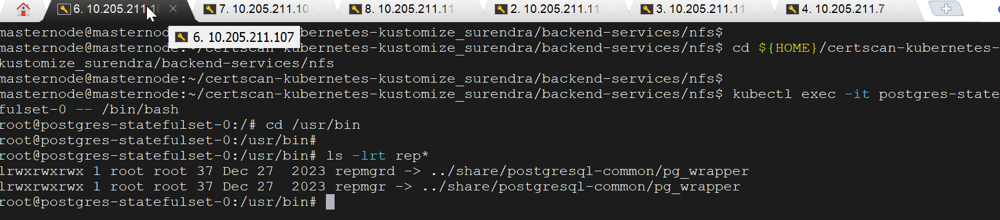 6. 10.205.211.10
7. 10.205.211.10
8. 10.205.211.11
2. 10.205.211.11
3. 10.205.211.11
4. 10.205.211.7
masternode@masternode kubernetes-kustomize_surendra/backend-services/nfs$
6. 10.205.211.107
masternode@masternode:~/certscan-kubernetes-kustomize_surendra/backend-services/nfs$ cd ${HOME}/certscan-kubernetes-
kustomize_surendra/backend-services/nfs
masternode@masternode:~/certscan-kubernetes-kustomize_surendra/backend-services/nfs$
masternode@masternode:~/certscan-kubernetes-kustomize_surendra/backend-services/nfs$ kubectl exec -it postgres-state
fulset-0 -- /bin/bash
root@postgres-statefulset-0:/# cd /usr/bin
root@postgres-statefulset-0:/usr/bin#
root@postgres-statefulset-0:/usr/bin# ls -lrt rep*
lrwxrwxrwx 1 root root 37 Dec 27  2023 repmgrd -> ../share/postgresql-common/pg_wrapper
lrwxrwxrwx 1 root root 37 Dec 27  2023 repmgr -> ../share/postgresql-common/pg_wrapper
root@postgres-statefulset-0:/usr/bin#